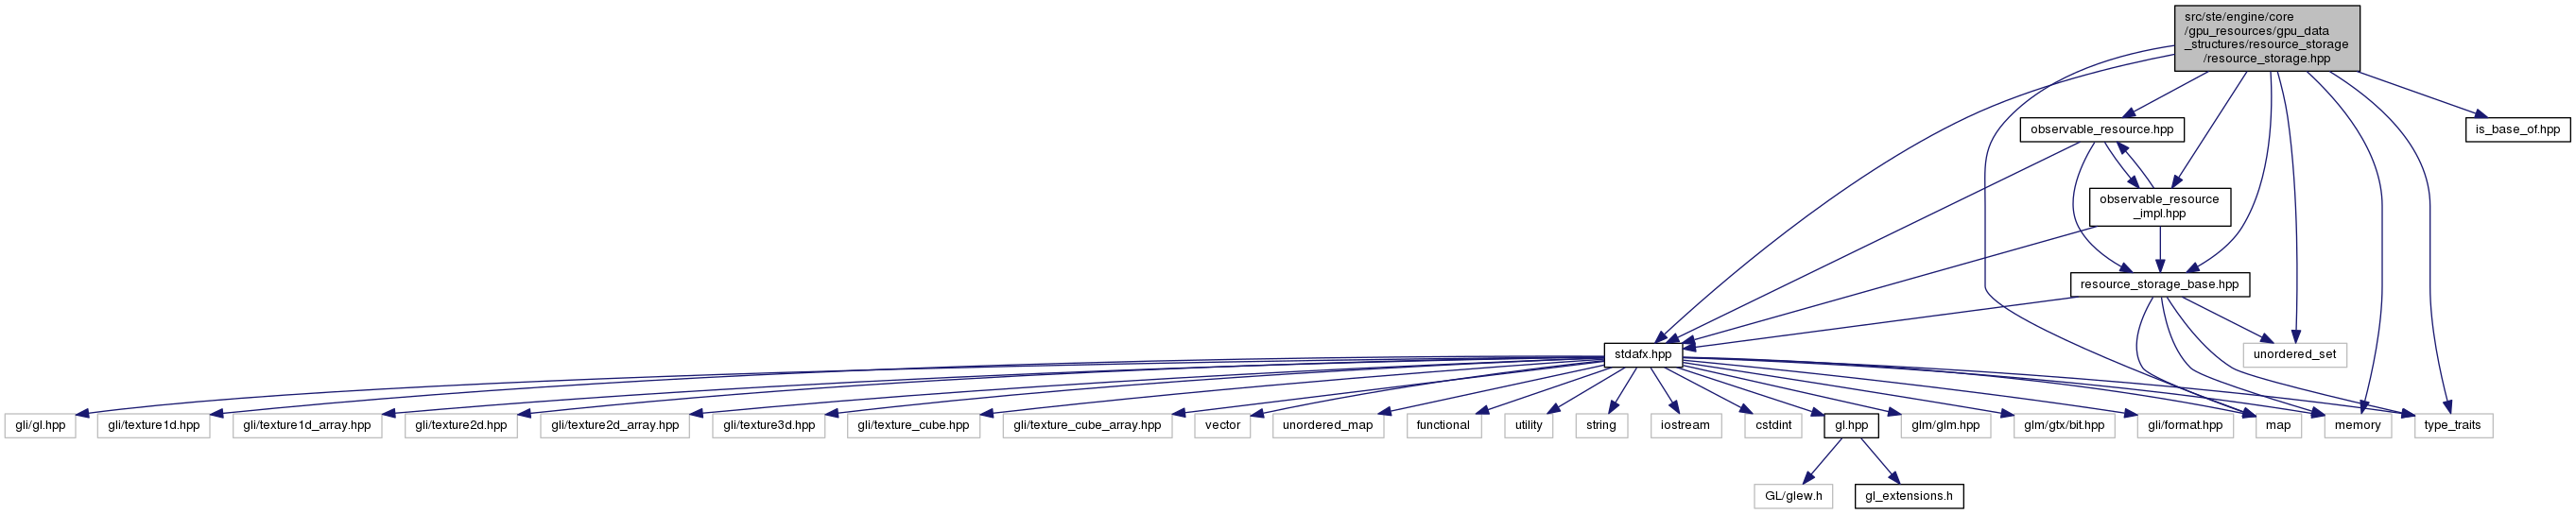 src/ste/engine/core
/gpu_resources/gpu_data
_structures/resource_storage
/resource_storage.hpp
observable_resource.hpp
is_base_of.hpp
observable_resource
_impl.hpp
resource_storage_base.hpp
stdafx.hpp
unordered_set
gli/gl.hpp
gli/texture1d.hpp
gli/texture1d_array.hpp
gli/texture2d.hpp
gli/texture2d_array.hpp
gli/texture3d.hpp
gli/texture_cube.hpp
gli/texture_cube_array.hpp
vector
unordered_map
functional
utility
string
iostream
cstdint
gl.hpp
glm/glm.hpp
glm/gtx/bit.hpp
gli/format.hpp
map
memory
type_traits
GL/glew.h
gl_extensions.h